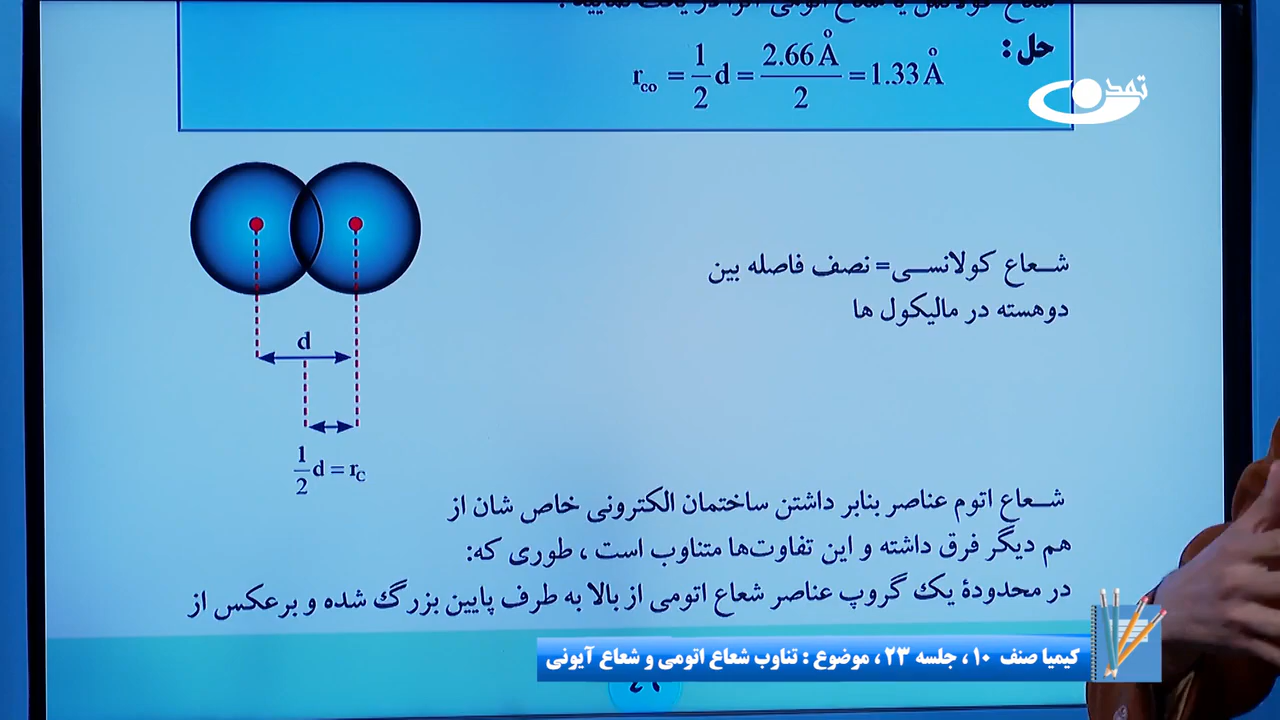 حل :
r_co = 1/2 d = 2.66 Å / 2 = 1.33 Å
تمدن
شعاع کولانسی= نصف فاصله بین
دوهسته در مالیکول ها
d
1/2 d = r_C
شعاع اتوم عناصر بنابر داشتن ساختمان الکترونی خاص شان از
هم دیگر فرق داشته و این تفاوت‌ها متناوب است ، طوری که:
در محدودۀ یک گروپ عناصر شعاع اتومی از بالا به طرف پایین بزرگ شده و برعکس از
کیمیا صنف ۱۰ ، جلسه ۲۳ ، موضوع : تناوب شعاع اتومی و شعاع آیونی